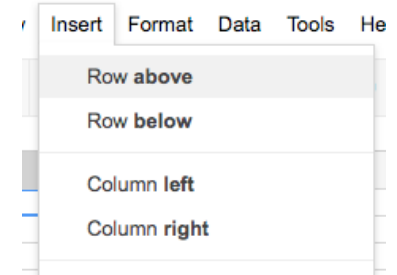 Insert Format Data Tools He
Row above
Row below
Column left
Column right